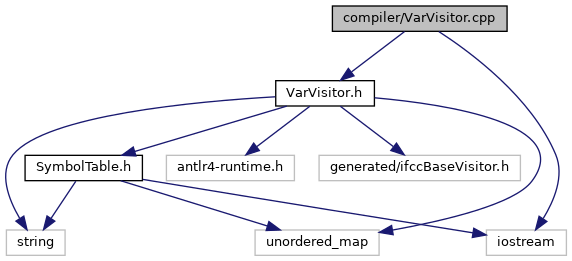 compiler/VarVisitor.cpp
VarVisitor.h
SymbolTable.h
antlr4-runtime.h
generated/ifccBaseVisitor.h
string
unordered_map
iostream